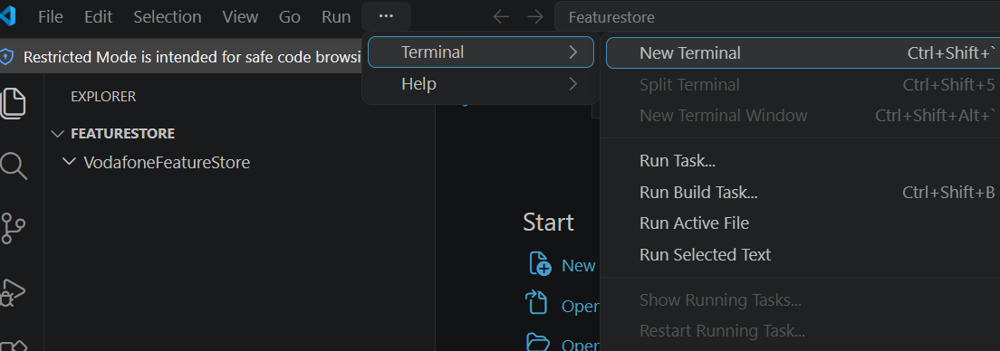 File Edit Selection View Go Run ... Featurestore
Restricted Mode is intended for safe code browsi
Terminal
Help
New Terminal Ctrl+Shift+`
Split Terminal Ctrl+Shift+5
New Terminal Window Ctrl+Shift+Alt+`
Run Task...
Run Build Task... Ctrl+Shift+B
Run Active File
Run Selected Text
Show Running Tasks...
Restart Running Task...
EXPLORER
FEATURESTORE
VodafoneFeatureStore
Start
New
Open
Open